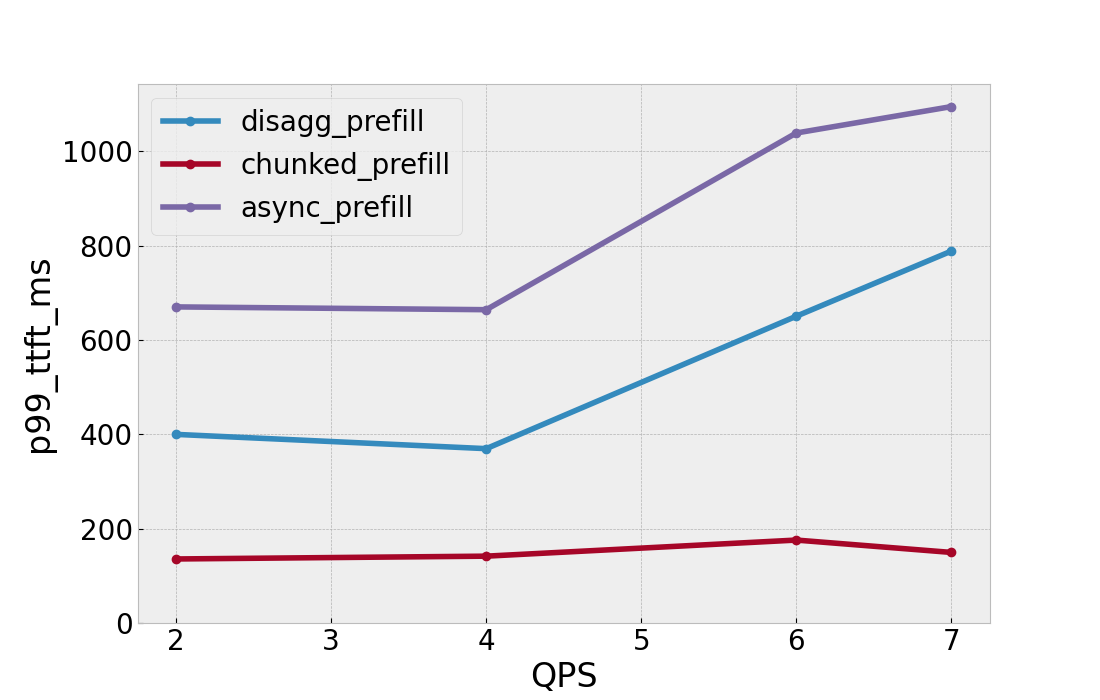 disagg_prefill
chunked_prefill
async_prefill
p99_ttft_ms
1000
800
600
400
200
0
2 3 4 5 6 7
QPS